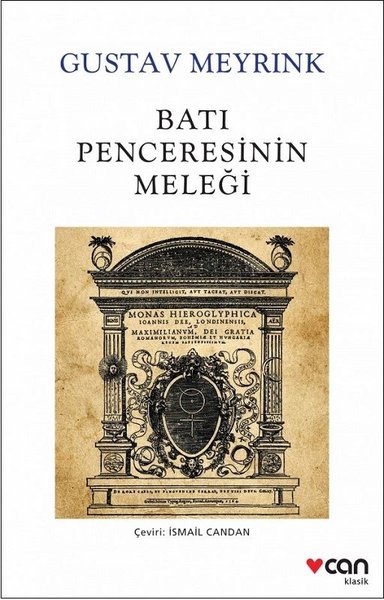 GUSTAV MEYRINK
BATI
PENCERESİNİN
MELEĞİ
QVI NON INTELLIGIT, AVT TACEAT, AVT DISCAT.
MONAS HIEROGLYPHICA
IOANNIS DEE, LONDINENSIS,
AD
MAXIMILIANVM, DEI GRATIA
ROMANORVM, BOHEMIÆ ET HVNGARIÆ
REGEM SAPIENTISSIMVM.
Çeviri: İSMAİL CANDAN
can
klasik